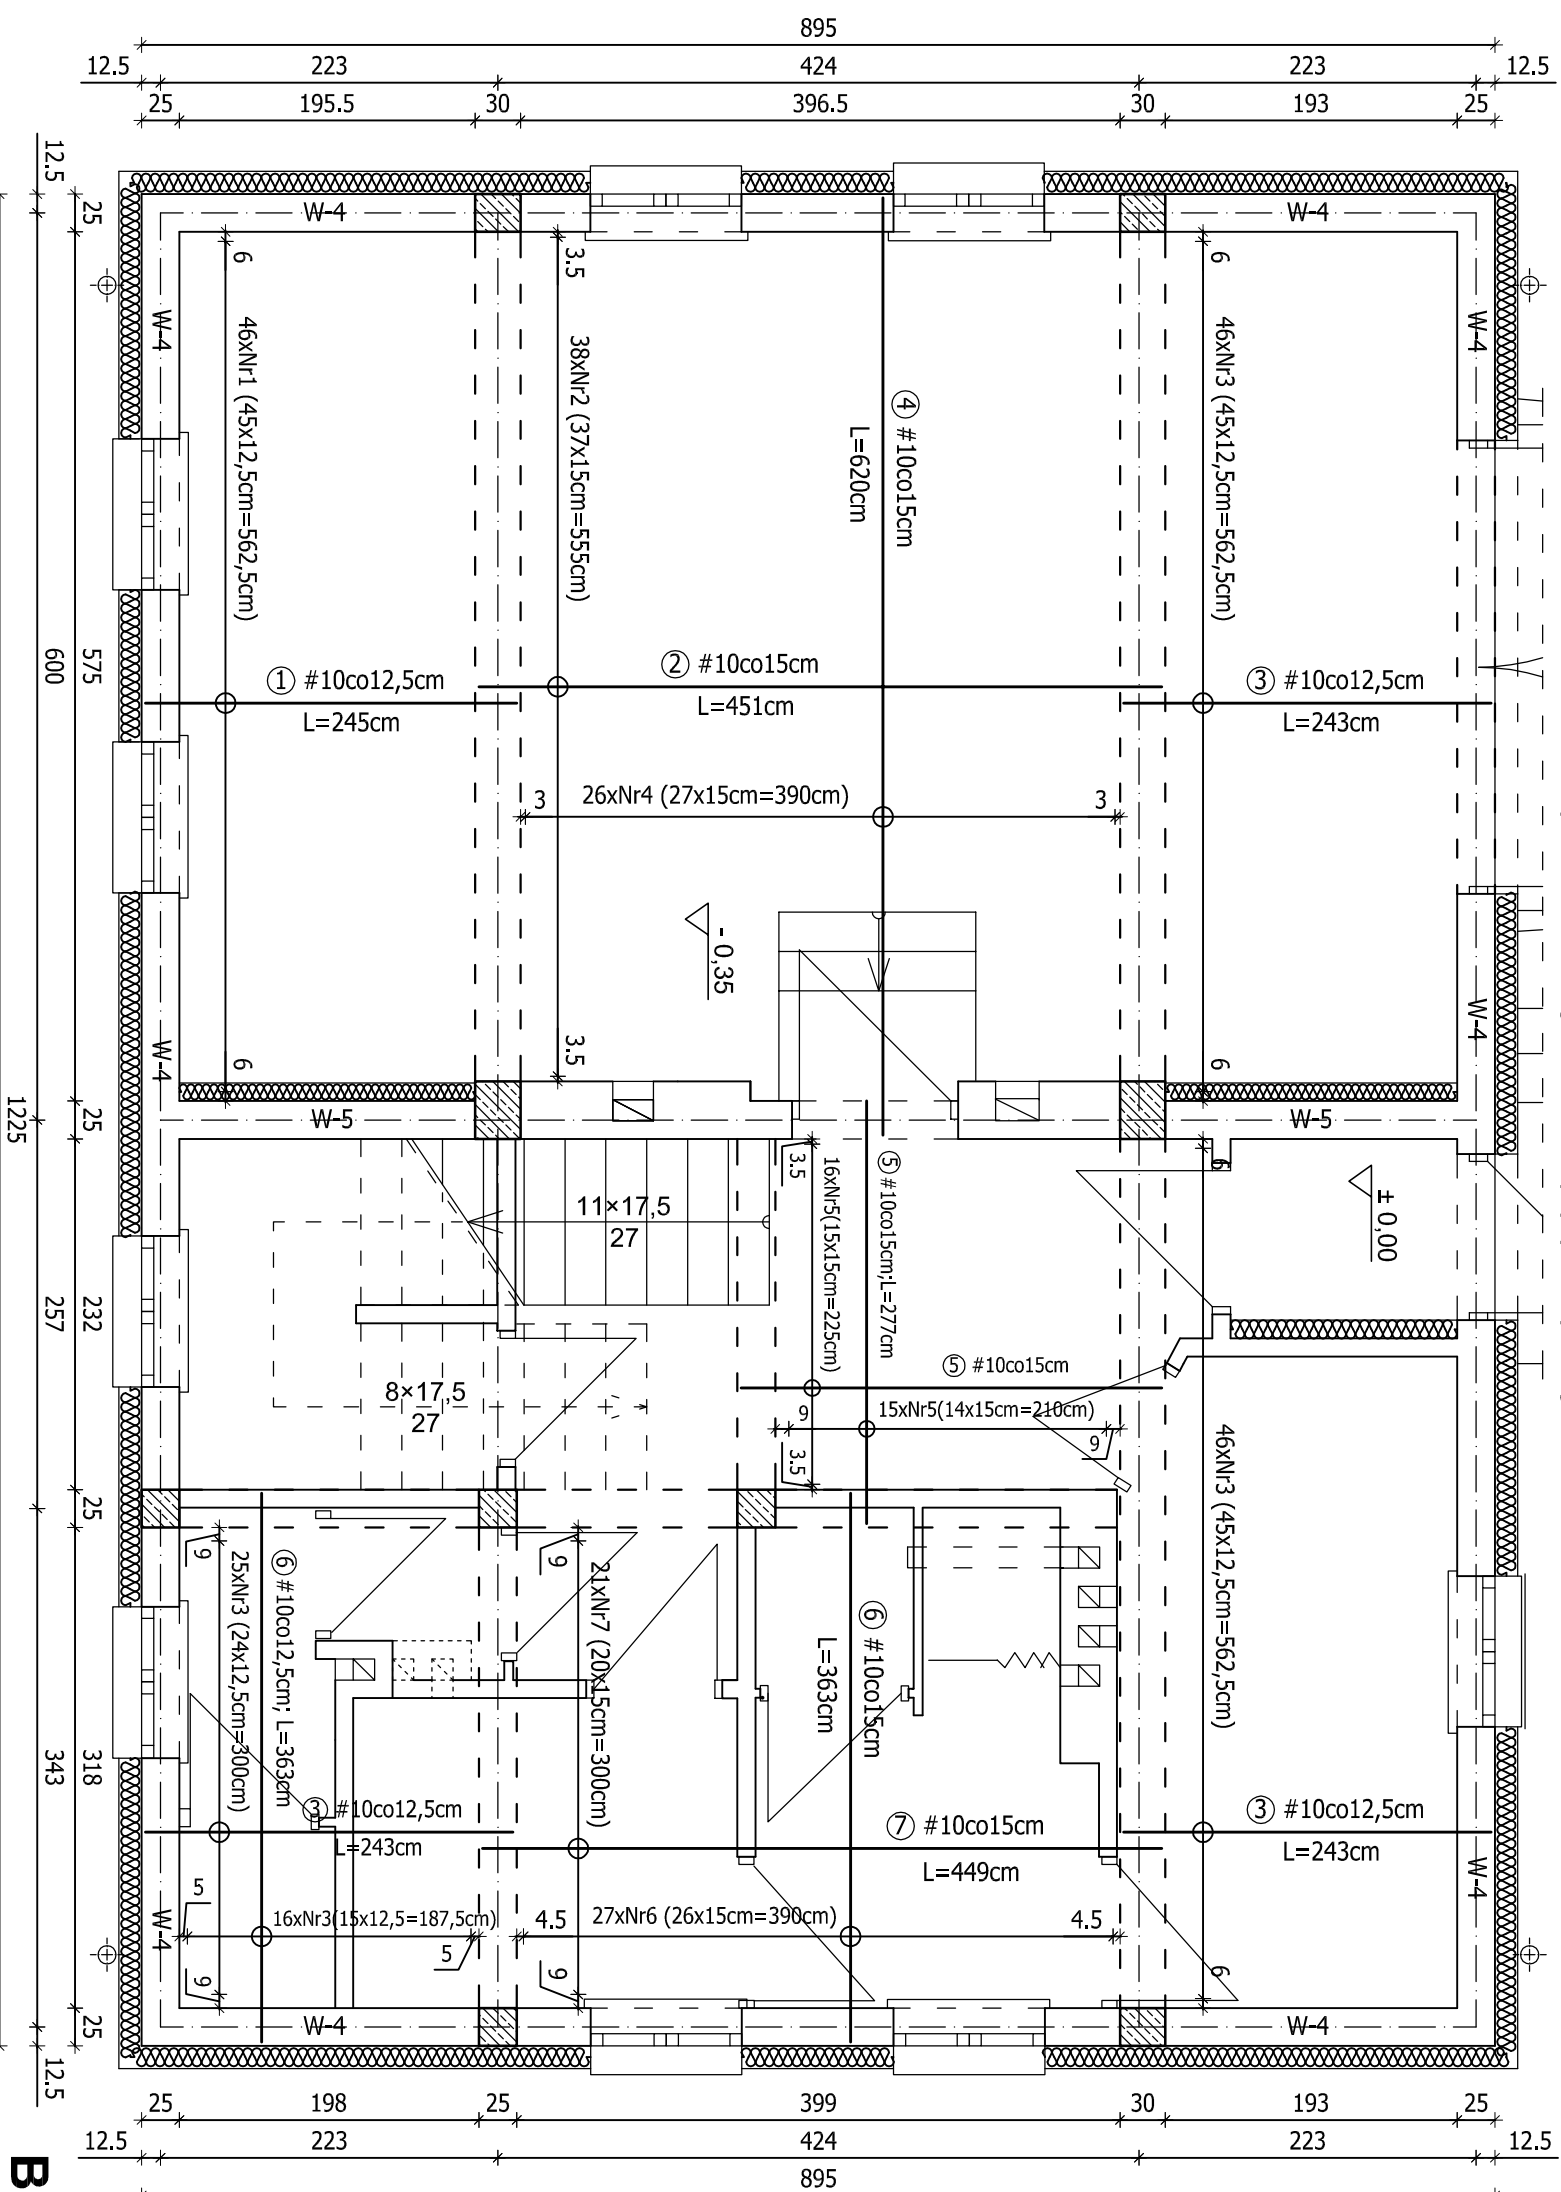 895
12.5 223 424 223 12.5
25 195.5 30 396.5 30 193 25
12.5
25
W-4
W-4
6
3.5
6
W-4
W-4
46xNr1 (45x12,5cm=562,5cm)
38xNr2 (37x15cm=555cm)
④ #10co15cm
L=620cm
46xNr3 (45x12,5cm=562,5cm)
575
600
① #10co12,5cm
L=245cm
② #10co15cm
L=451cm
③ #10co12,5cm
L=243cm
3
26xNr4 (27x15cm=390cm)
3
- 0,35
W-4
W-4
6
3.5
6
25
1225
W-5
W-5
3.5
16xNr5(15x15cm=225cm)
⑤ #10co15cm;L=277cm
6
± 0,00
11×17,5
27
232
257
⑤ #10co15cm
8×17,5
27
9
15xNr5(14x15cm=210cm)
9
3.5
46xNr3 (45x12,5cm=562,5cm)
25
9
25xNr3 (24x12,5cm=300cm)
⑥ #10co12,5cm; L=363cm
9
21xNr7 (20x15cm=300cm)
⑥ #10co15cm
L=363cm
318
343
③ #10co12,5cm
L=243cm
⑦ #10co15cm
L=449cm
③ #10co12,5cm
L=243cm
5
16xNr3(15x12,5=187,5cm)
5
4.5
27xNr6 (26x15cm=390cm)
4.5
W-4
W-4
9
9
6
25
W-4
W-4
12.5
25 198 25 399 30 193 25
12.5 223 424 223 12.5
895
B